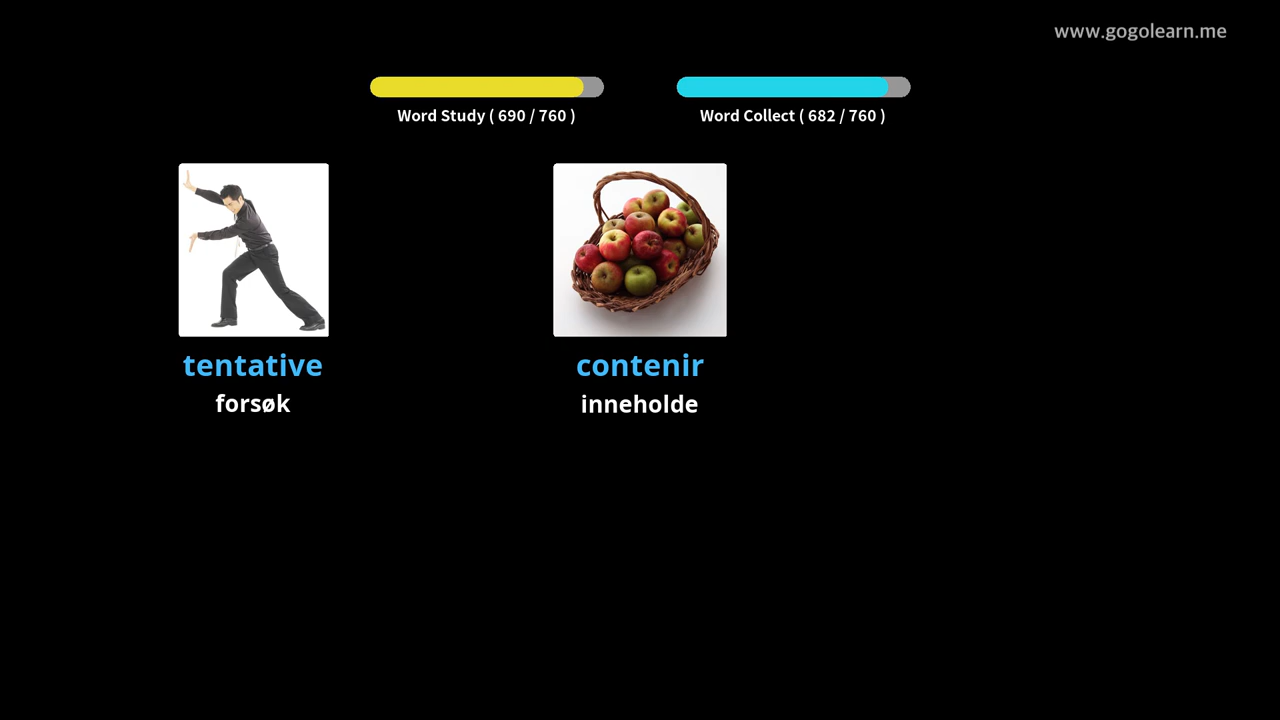 www.gogolearn.me
Word Study ( 690 / 760 )
Word Collect ( 682 / 760 )
tentative
contenir
forsøk
inneholde